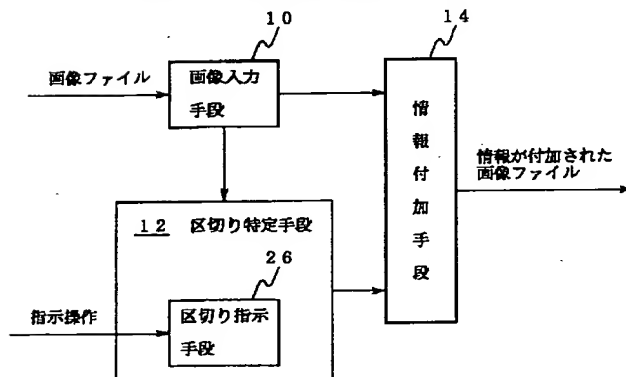 10
14
画像ファイル
画像入力
手段
情報付加手段
情報が付加された
画像ファイル
12 区切り特定手段
26
指示操作
区切り指示
手段